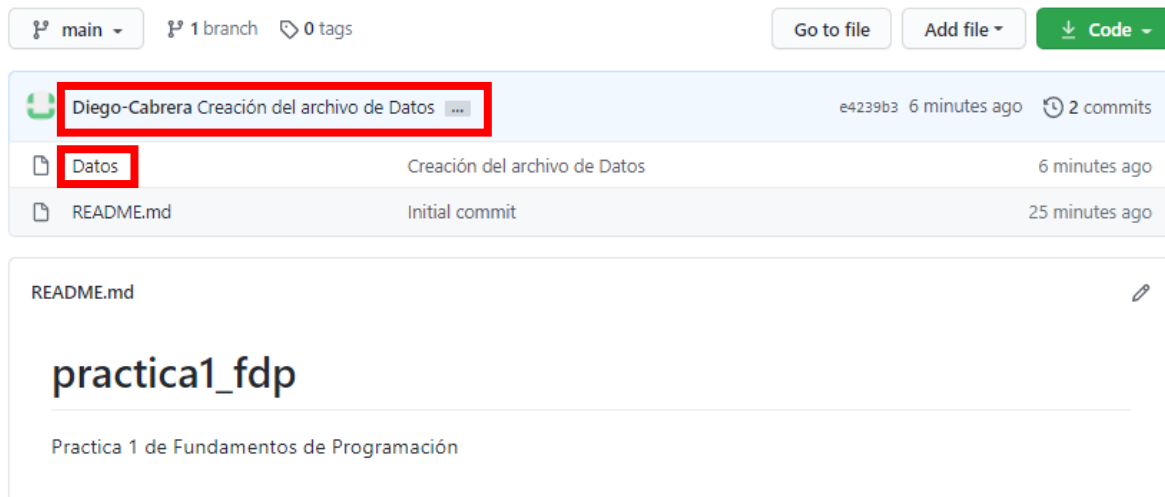 main 1 branch 0 tags Go to file Add file Code
Diego-Cabrera Creación del archivo de Datos ... e4239b3 6 minutes ago 2 commits
Datos Creación del archivo de Datos 6 minutes ago
README.md Initial commit 25 minutes ago
README.md
practica1_fdp
Practica 1 de Fundamentos de Programación